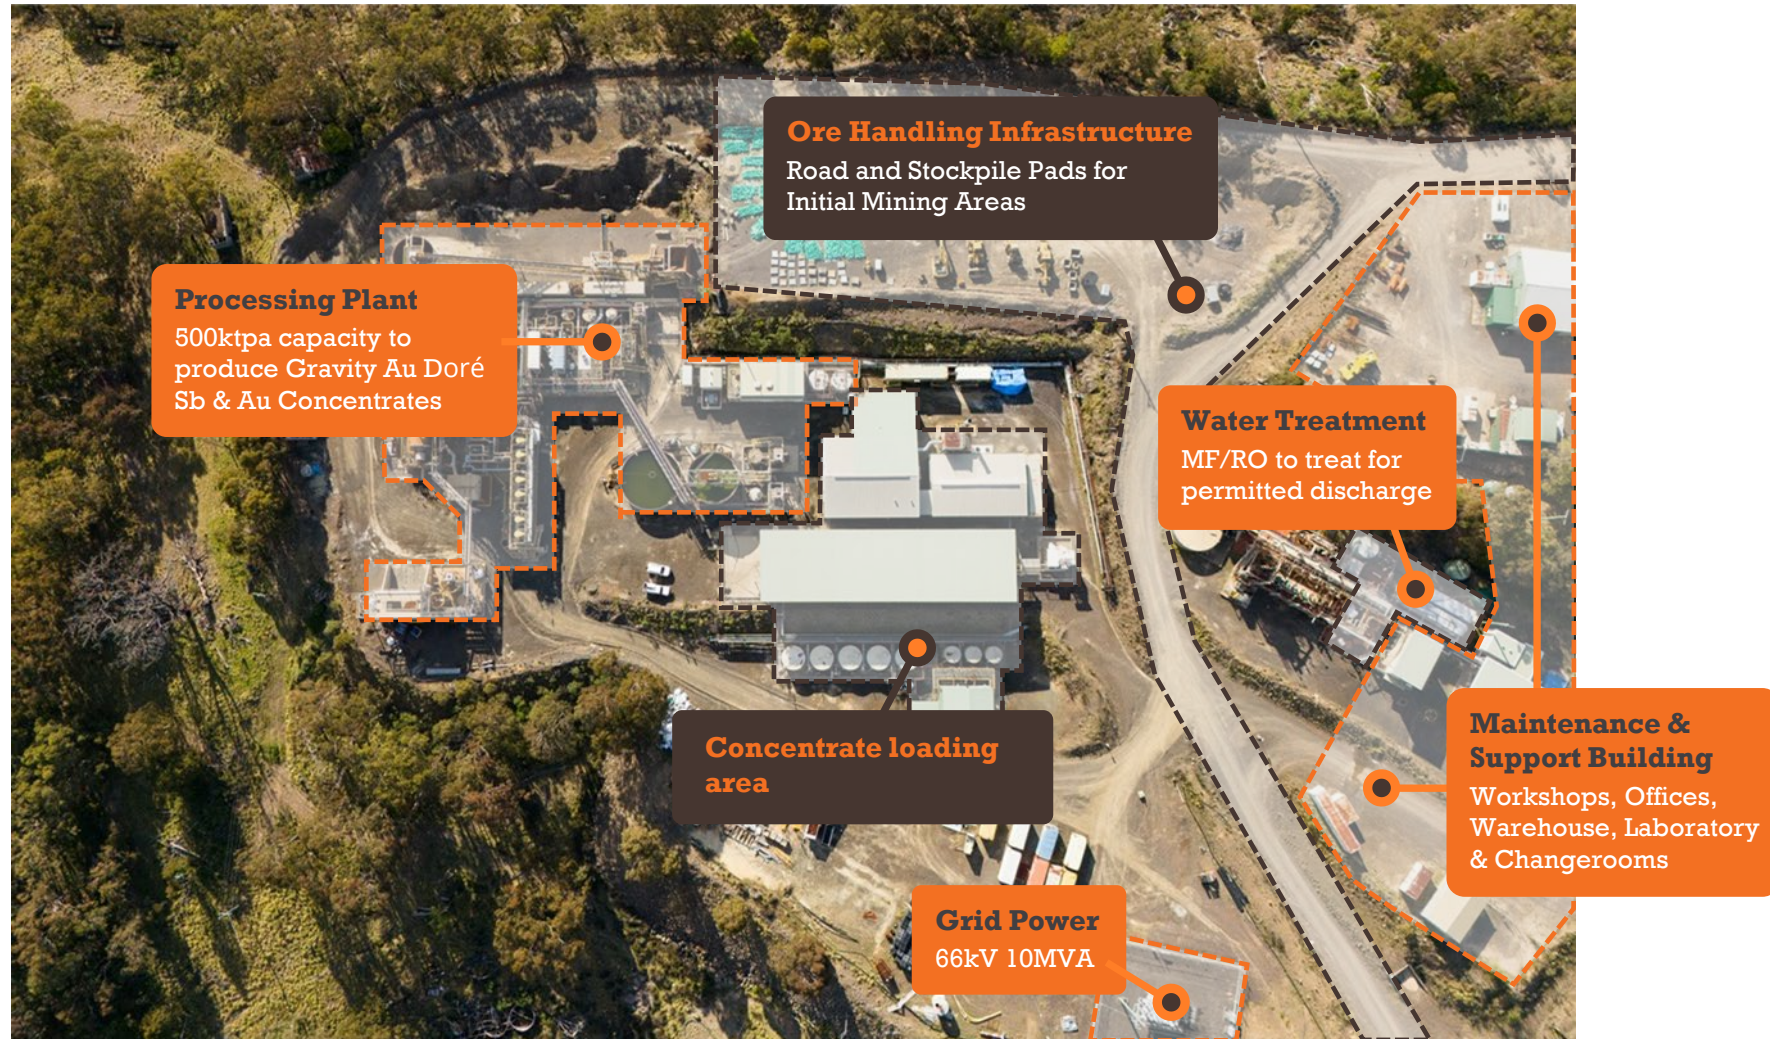 Ore Handling Infrastructure
Road and Stockpile Pads for
Initial Mining Areas
Processing Plant
500ktpa capacity to
produce Gravity Au Doré
Sb & Au Concentrates
Water Treatment
MF/RO to treat for
permitted discharge
Concentrate loading
area
Maintenance &
Support Building
Workshops, Offices,
Warehouse, Laboratory
& Changerooms
Grid Power
66kV 10MVA